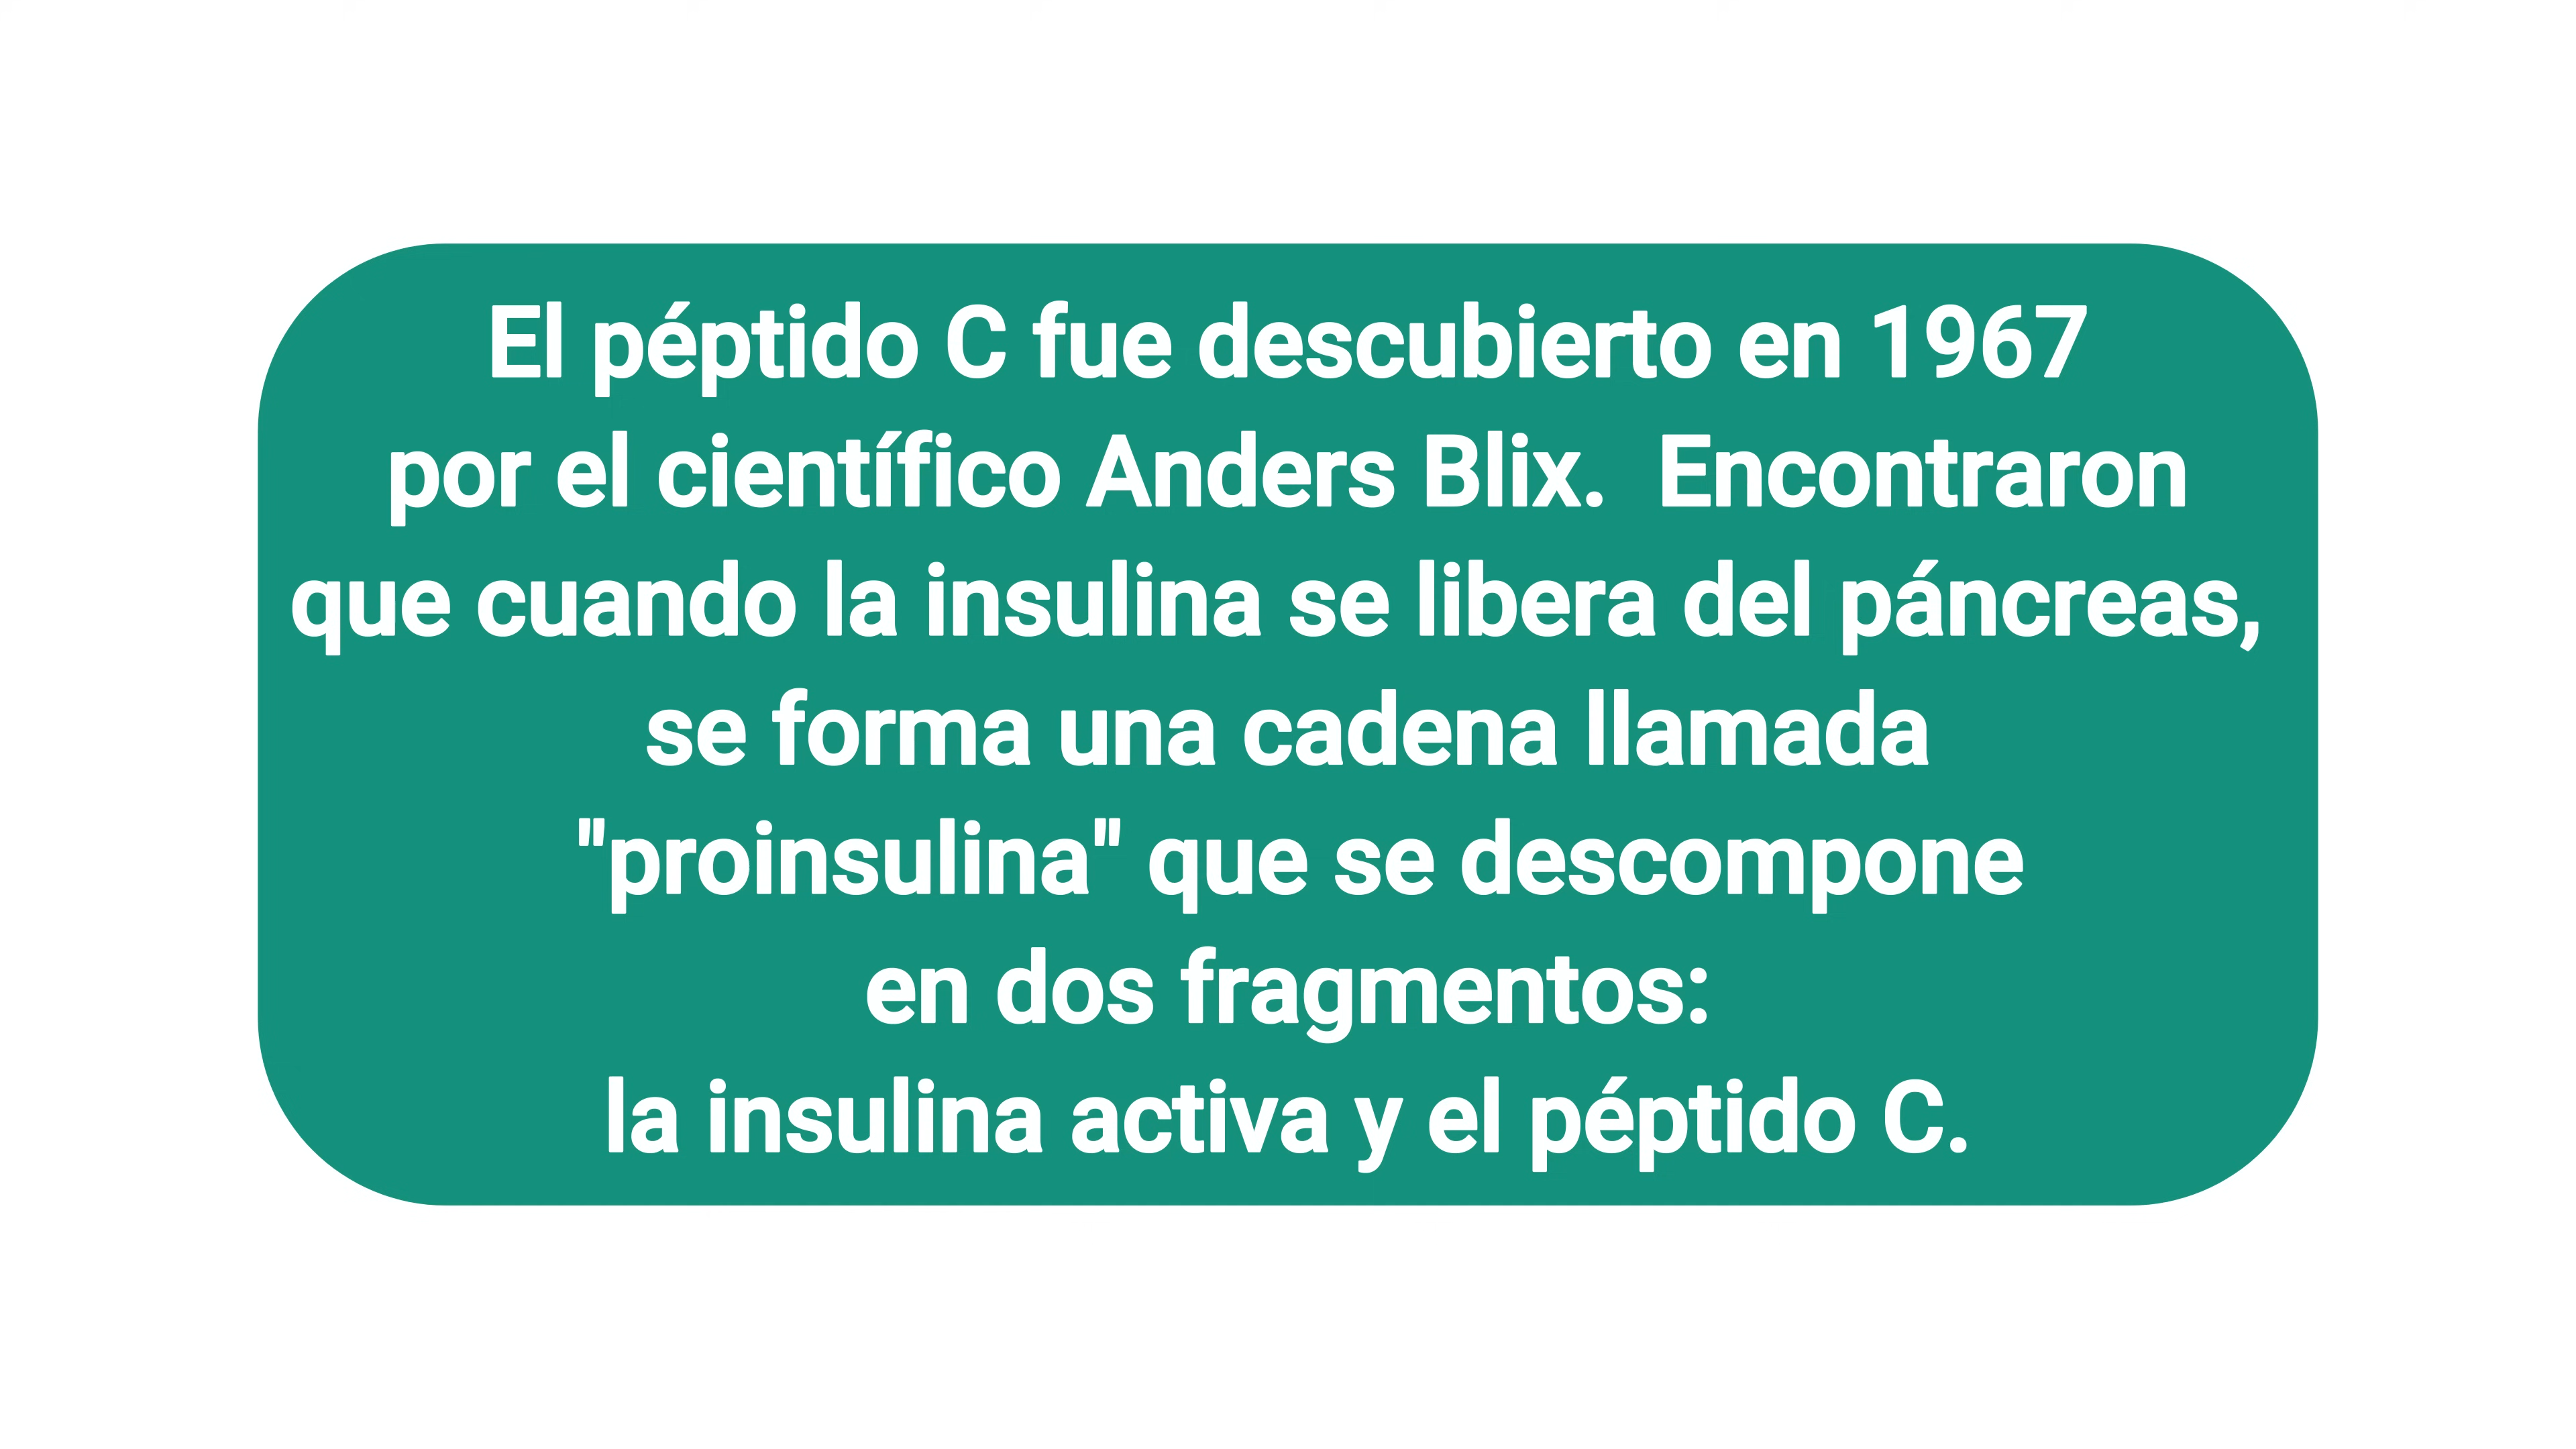 El péptido C fue descubierto en 1967
por el científico Anders Blix.  Encontraron
que cuando la insulina se libera del páncreas,
se forma una cadena llamada
"proinsulina" que se descompone
en dos fragmentos:
la insulina activa y el péptido C.